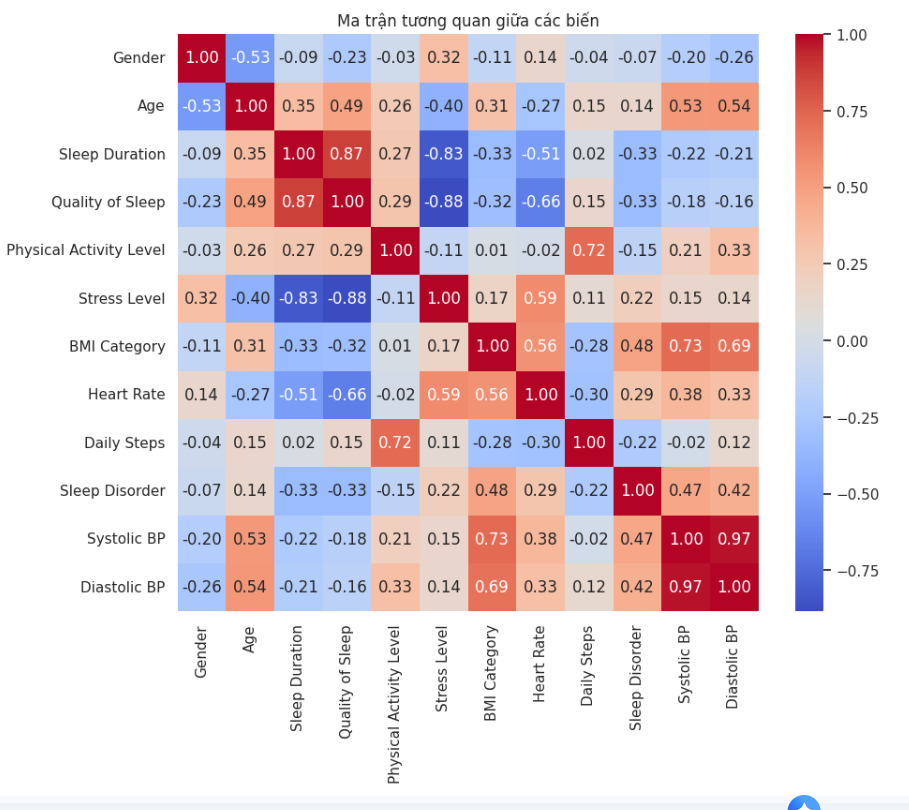 Ma trận tương quan giữa các biến
Gender 1.00 -0.53 -0.09 -0.23 -0.03 0.32 -0.11 0.14 -0.04 -0.07 -0.20 -0.26
Age -0.53 1.00 0.35 0.49 0.26 -0.40 0.31 -0.27 0.15 0.14 0.53 0.54
Sleep Duration -0.09 0.35 1.00 0.87 0.27 -0.83 -0.33 -0.51 0.02 -0.33 -0.22 -0.21
Quality of Sleep -0.23 0.49 0.87 1.00 0.29 -0.88 -0.32 -0.66 0.15 -0.33 -0.18 -0.16
Physical Activity Level -0.03 0.26 0.27 0.29 1.00 -0.11 0.01 -0.02 0.72 -0.15 0.21 0.33
Stress Level 0.32 -0.40 -0.83 -0.88 -0.11 1.00 0.17 0.59 0.11 0.22 0.15 0.14
BMI Category -0.11 0.31 -0.33 -0.32 0.01 0.17 1.00 0.56 -0.28 0.48 0.73 0.69
Heart Rate 0.14 -0.27 -0.51 -0.66 -0.02 0.59 0.56 1.00 -0.30 0.29 0.38 0.33
Daily Steps -0.04 0.15 0.02 0.15 0.72 0.11 -0.28 -0.30 1.00 -0.22 -0.02 0.12
Sleep Disorder -0.07 0.14 -0.33 -0.33 -0.15 0.22 0.48 0.29 -0.22 1.00 0.47 0.42
Systolic BP -0.20 0.53 -0.22 -0.18 0.21 0.15 0.73 0.38 -0.02 0.47 1.00 0.97
Diastolic BP -0.26 0.54 -0.21 -0.16 0.33 0.14 0.69 0.33 0.12 0.42 0.97 1.00
Gender
Age
Sleep Duration
Quality of Sleep
Physical Activity Level
Stress Level
BMI Category
Heart Rate
Daily Steps
Sleep Disorder
Systolic BP
Diastolic BP
1.00
0.75
0.50
0.25
0.00
−0.25
−0.50
−0.75